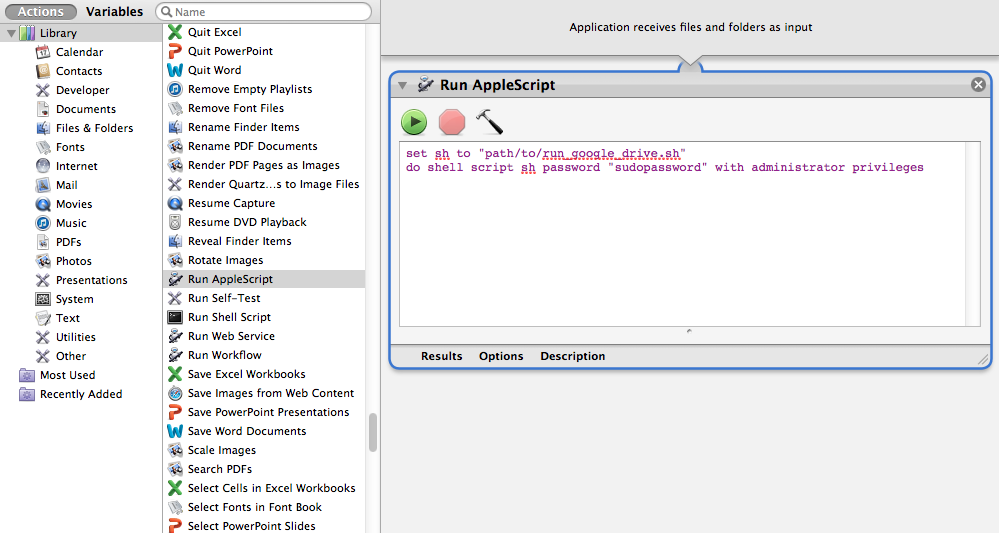 Actions
Variables
Name
Library
Calendar
Contacts
Developer
Documents
Files & Folders
Fonts
Internet
Mail
Movies
Music
PDFs
Photos
Presentations
System
Text
Utilities
Other
Most Used
Recently Added
Quit Excel
Quit PowerPoint
Quit Word
Remove Empty Playlists
Remove Font Files
Rename Finder Items
Rename PDF Documents
Render PDF Pages as Images
Render Quartz...s to Image Files
Resume Capture
Resume DVD Playback
Reveal Finder Items
Rotate Images
Run AppleScript
Run Self-Test
Run Shell Script
Run Web Service
Run Workflow
Save Excel Workbooks
Save Images from Web Content
Save PowerPoint Presentations
Save Word Documents
Scale Images
Search PDFs
Select Cells in Excel Workbooks
Select Fonts in Font Book
Select PowerPoint Slides
Application receives files and folders as input
Run AppleScript
set sh to "path/to/run_google_drive.sh"
do shell script sh password "sudopassword" with administrator privileges
Results Options Description